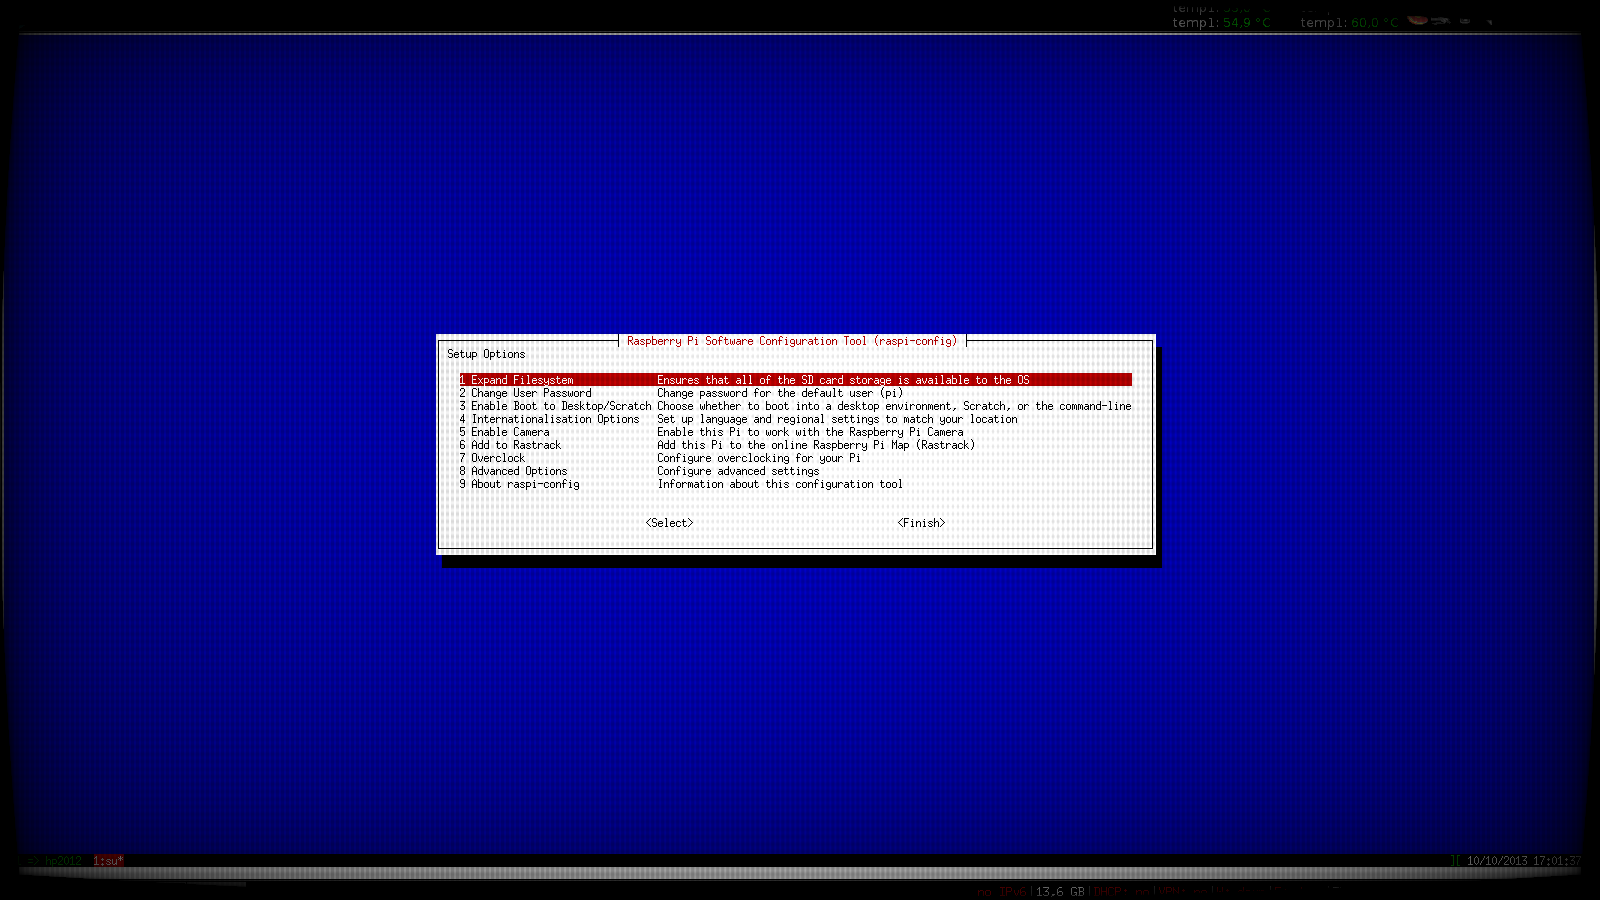 temp1: 54,9 °C temp1: 60,0 °C
Raspberry Pi Software Configuration Tool (raspi-config)
Setup Options
1 Expand Filesystem Ensures that all of the SD card storage is available to the OS
2 Change User Password Change password for the default user (pi)
3 Enable Boot to Desktop/Scratch Choose whether to boot into a desktop environment, Scratch, or the command-line
4 Internationalisation Options Set up language and regional settings to match your location
5 Enable Camera Enable this Pi to work with the Raspberry Pi Camera
6 Add to Rastrack Add this Pi to the online Raspberry Pi Map (Rastrack)
7 Overclock Configure overclocking for your Pi
8 Advanced Options Configure advanced settings
9 About raspi-config Information about this configuration tool
<Select> <Finish>
=> hp2012 1:su* ][ 10/10/2013 17:01:37
no IPv6|13,6 GB|DHCP: no|VPN: no|